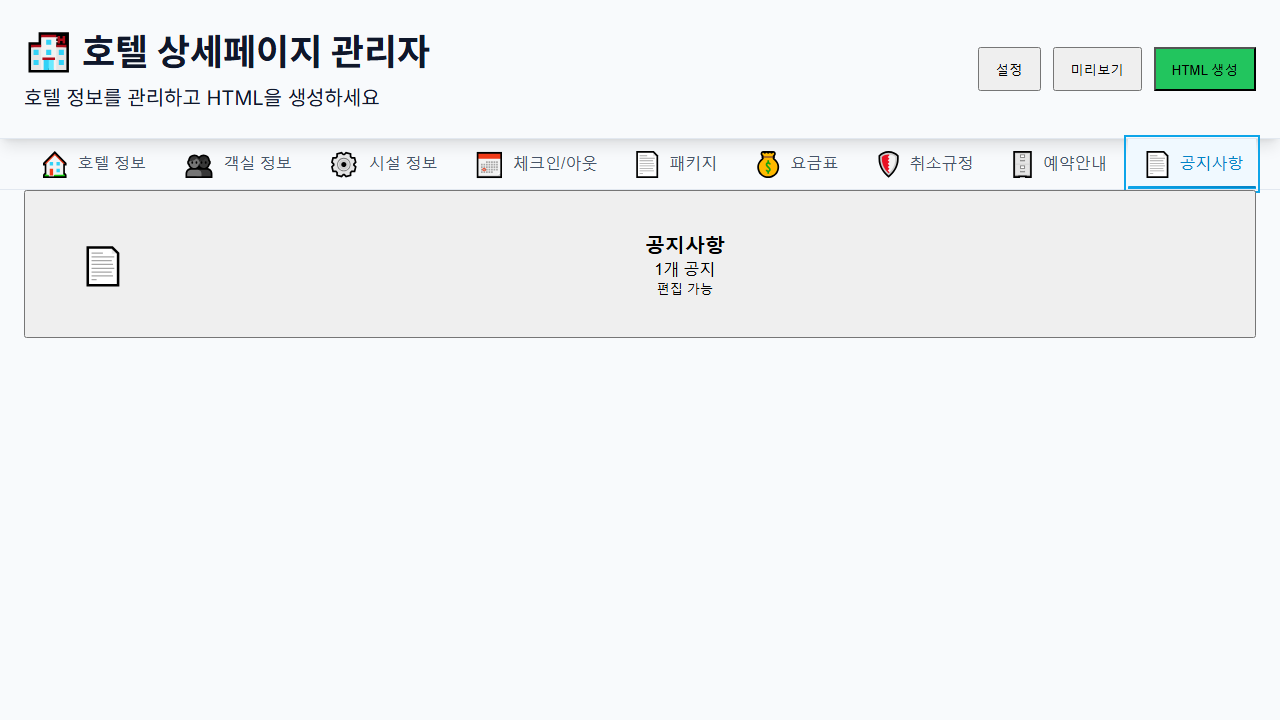 호텔 상세페이지 관리자
호텔 정보를 관리하고 HTML을 생성하세요
설정
미리보기
HTML 생성
호텔 정보
객실 정보
시설 정보
체크인/아웃
패키지
요금표
취소규정
예약안내
공지사항
공지사항
1개 공지
편집 가능